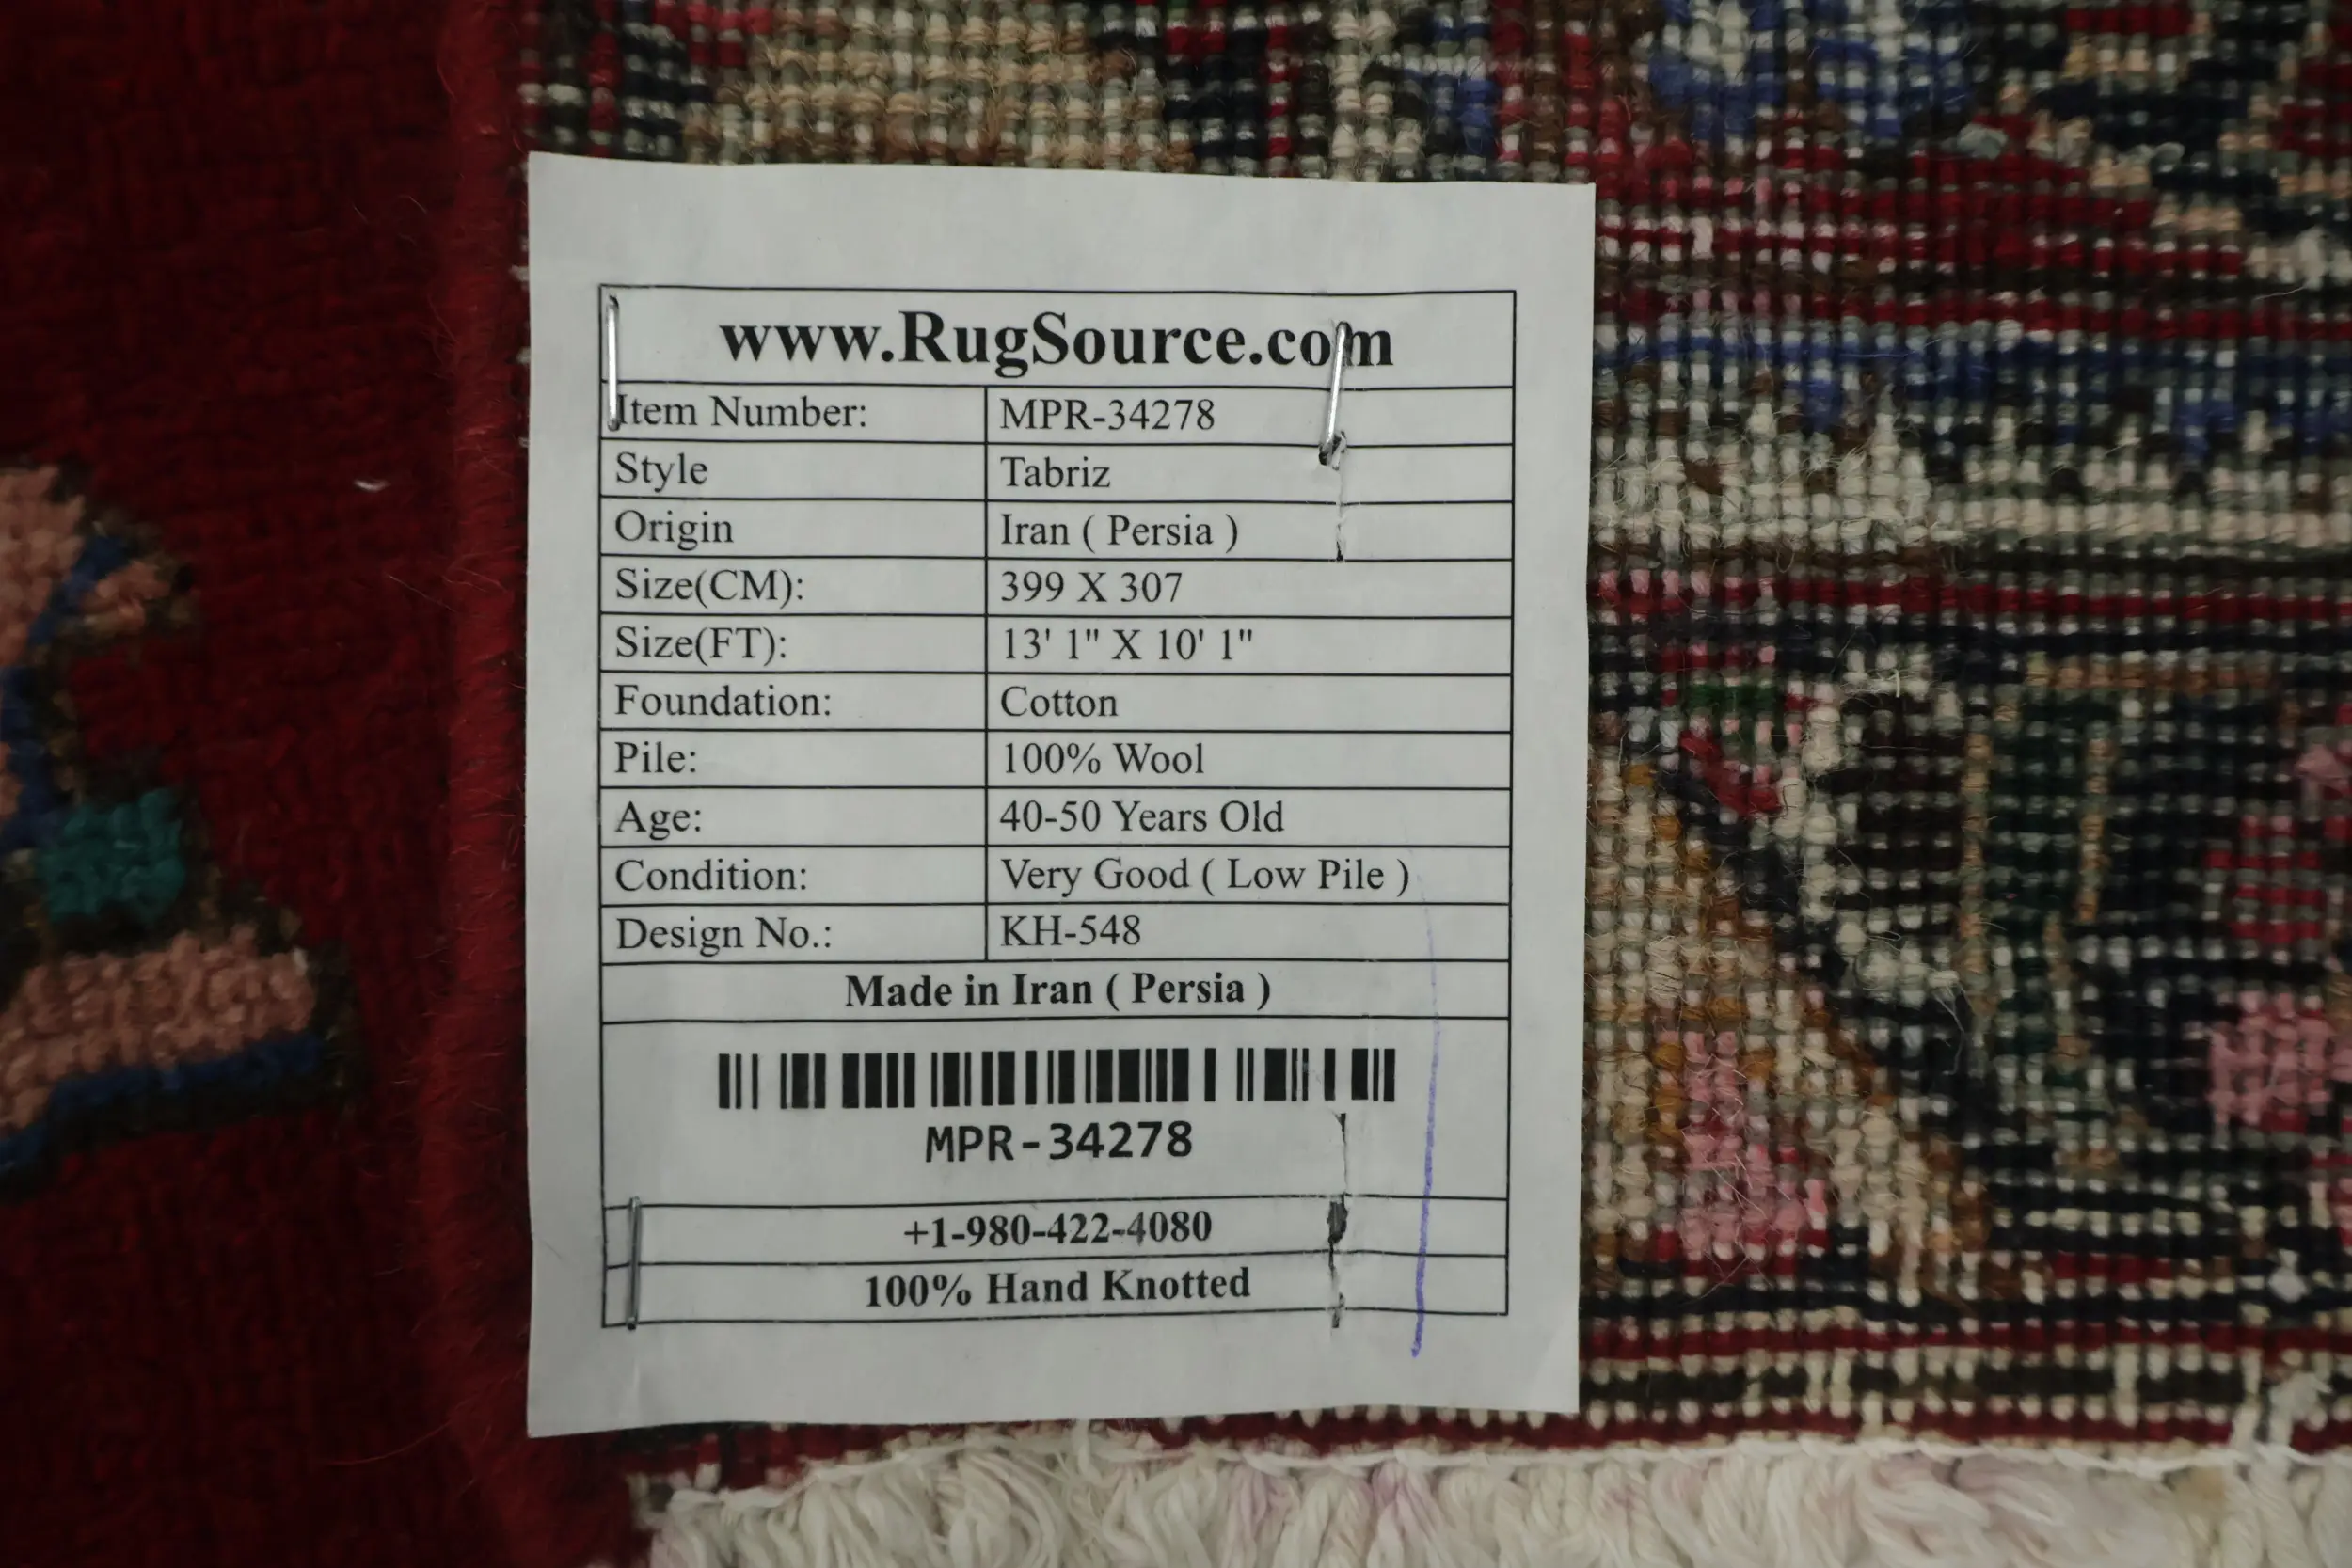 www.RugSource.com
Item Number: MPR-34278
Style Tabriz
Origin Iran ( Persia )
Size(CM): 399 X 307
Size(FT): 13' 1" X 10' 1"
Foundation: Cotton
Pile: 100% Wool
Age: 40-50 Years Old
Condition: Very Good ( Low Pile )
Design No.: KH-548
Made in Iran ( Persia )
MPR-34278
+1-980-422-4080
100% Hand Knotted